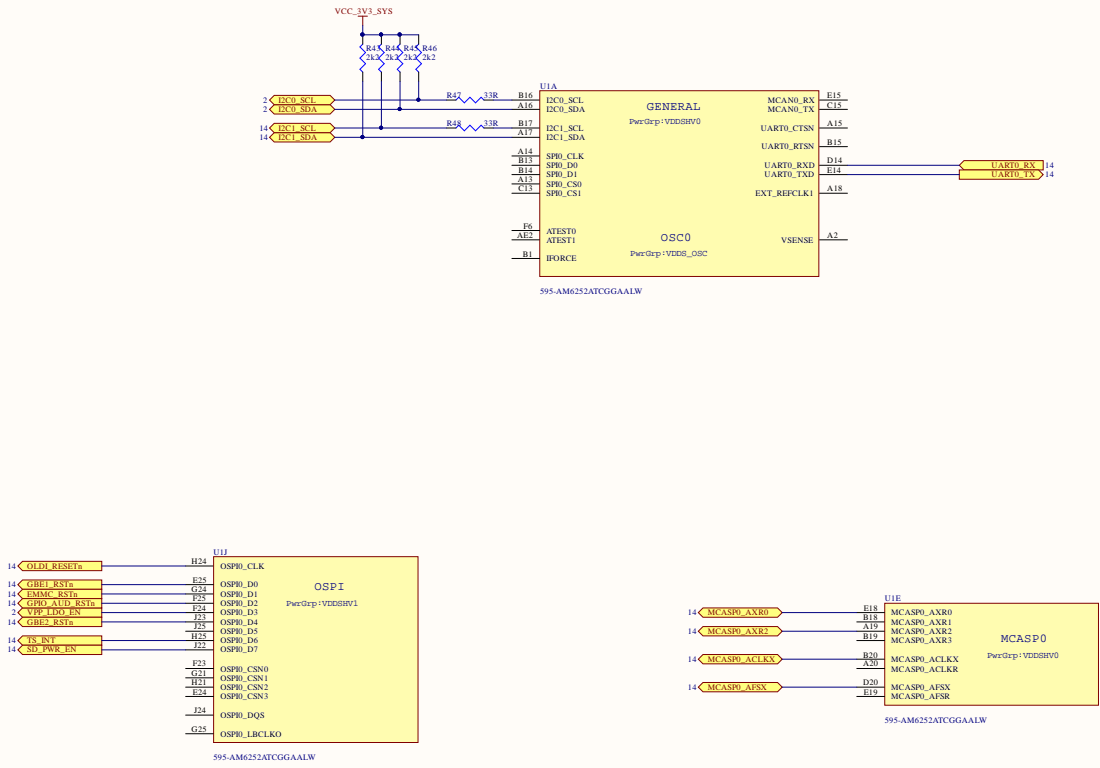 VCC_3V3_SYS
R43 R44 R45 R46
2k2 2k2 2k2 2k2
U1A
2 I2C0_SCL R47 33R B16 I2C0_SCL GENERAL MCAN0_RX E15
2 I2C0_SDA A16 I2C0_SDA MCAN0_TX C15
PwrGrp:VDDSHV0
14 I2C1_SCL R48 33R B17 I2C1_SCL UART0_CTSN A15
14 I2C1_SDA A17 I2C1_SDA
UART0_RTSN B15
A14 SPI0_CLK
B13 SPI0_D0 UART0_RXD D14 UART0_RX 14
B14 SPI0_D1 UART0_TXD E14 UART0_TX 14
A13 SPI0_CS0
C13 SPI0_CS1 EXT_REFCLK1 A18
F6 ATEST0
AE2 ATEST1 OSC0 VSENSE A2
PwrGrp:VDDS_OSC
B1 IFORCE
595-AM6252ATCGGAALW
U1J
14 OLDI_RESETn H24 OSPI0_CLK
OSPI
14 GBE1_RSTn E25 OSPI0_D0
14 EMMC_RSTn G24 OSPI0_D1
14 GPIO_AUD_RSTn F25 OSPI0_D2 PwrGrp:VDDSHV1
2 VPP_LDO_EN F24 OSPI0_D3
14 GBE2_RSTn J23 OSPI0_D4
J25 OSPI0_D5
14 TS_INT H25 OSPI0_D6
14 SD_PWR_EN J22 OSPI0_D7
F23 OSPI0_CSN0
G21 OSPI0_CSN1
H21 OSPI0_CSN2
E24 OSPI0_CSN3
J24 OSPI0_DQS
G25 OSPI0_LBCLKO
595-AM6252ATCGGAALW
U1E
14 MCASP0_AXR0 E18 MCASP0_AXR0
B18 MCASP0_AXR1
14 MCASP0_AXR2 A19 MCASP0_AXR2
B19 MCASP0_AXR3 MCASP0
PwrGrp:VDDSHV0
14 MCASP0_ACLKX B20 MCASP0_ACLKX
A20 MCASP0_ACLKR
14 MCASP0_AFSX D20 MCASP0_AFSX
E19 MCASP0_AFSR
595-AM6252ATCGGAALW